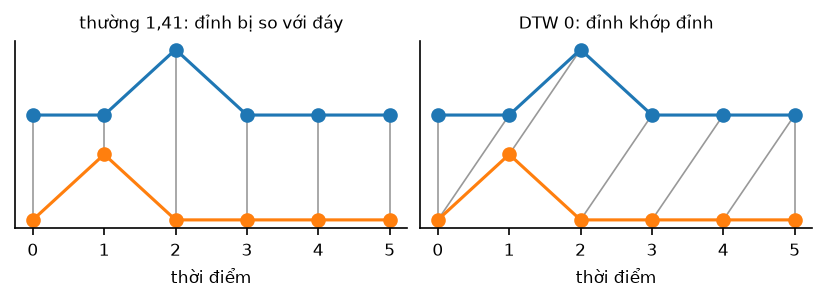 thường 1,41: đỉnh bị so với đáy
DTW 0: đỉnh khớp đỉnh
0 1 2 3 4 5
0 1 2 3 4 5
thời điểm
thời điểm